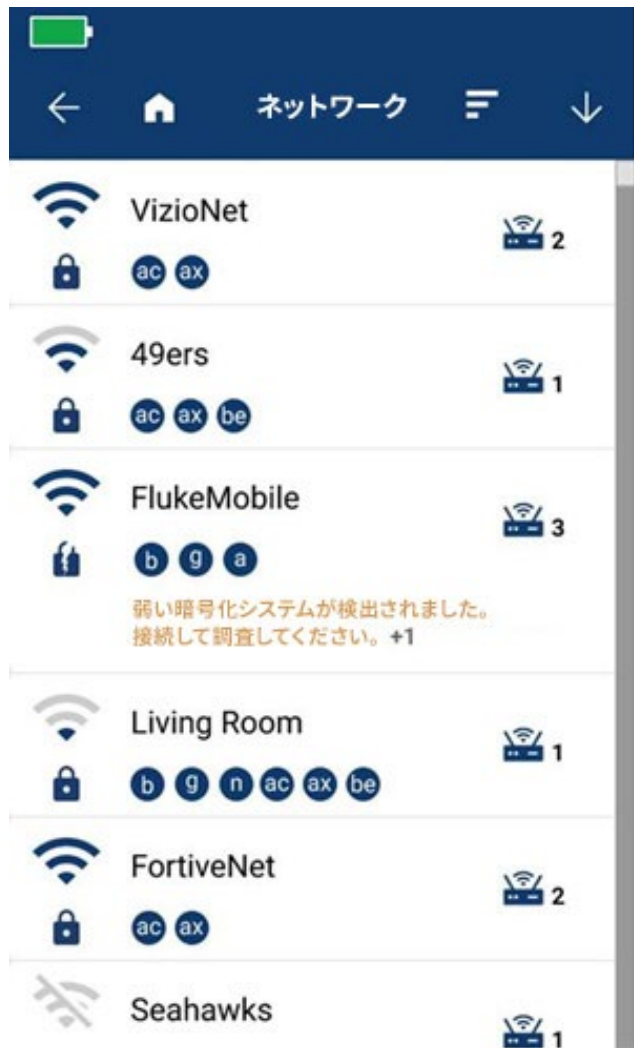 ネットワーク
VizioNet
2
ac ax
49ers
1
ac ax be
FlukeMobile
3
b g a
弱い暗号化システムが検出されました。
接続して調査してください。 +1
Living Room
1
b g n ac ax be
FortiveNet
2
ac ax
Seahawks
1